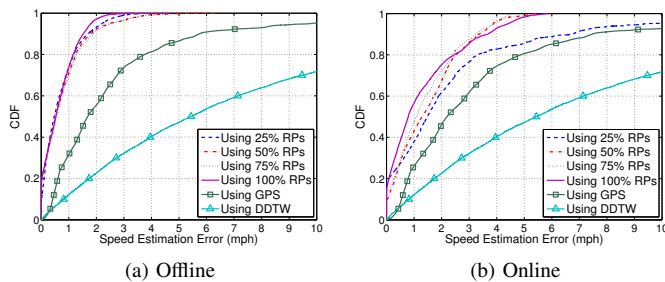 1
0.8
0.6
0.4
0.2
0
CDF
0 1 2 3 4 5 6 7 8 9 10
Speed Estimation Error (mph)
Using 25% RPs
Using 50% RPs
Using 75% RPs
Using 100% RPs
Using GPS
Using DDTW
(a) Offline
1
0.8
0.6
0.4
0.2
0
CDF
0 1 2 3 4 5 6 7 8 9 10
Speed Estimation Error (mph)
Using 25% RPs
Using 50% RPs
Using 75% RPs
Using 100% RPs
Using GPS
Using DDTW
(b) Online